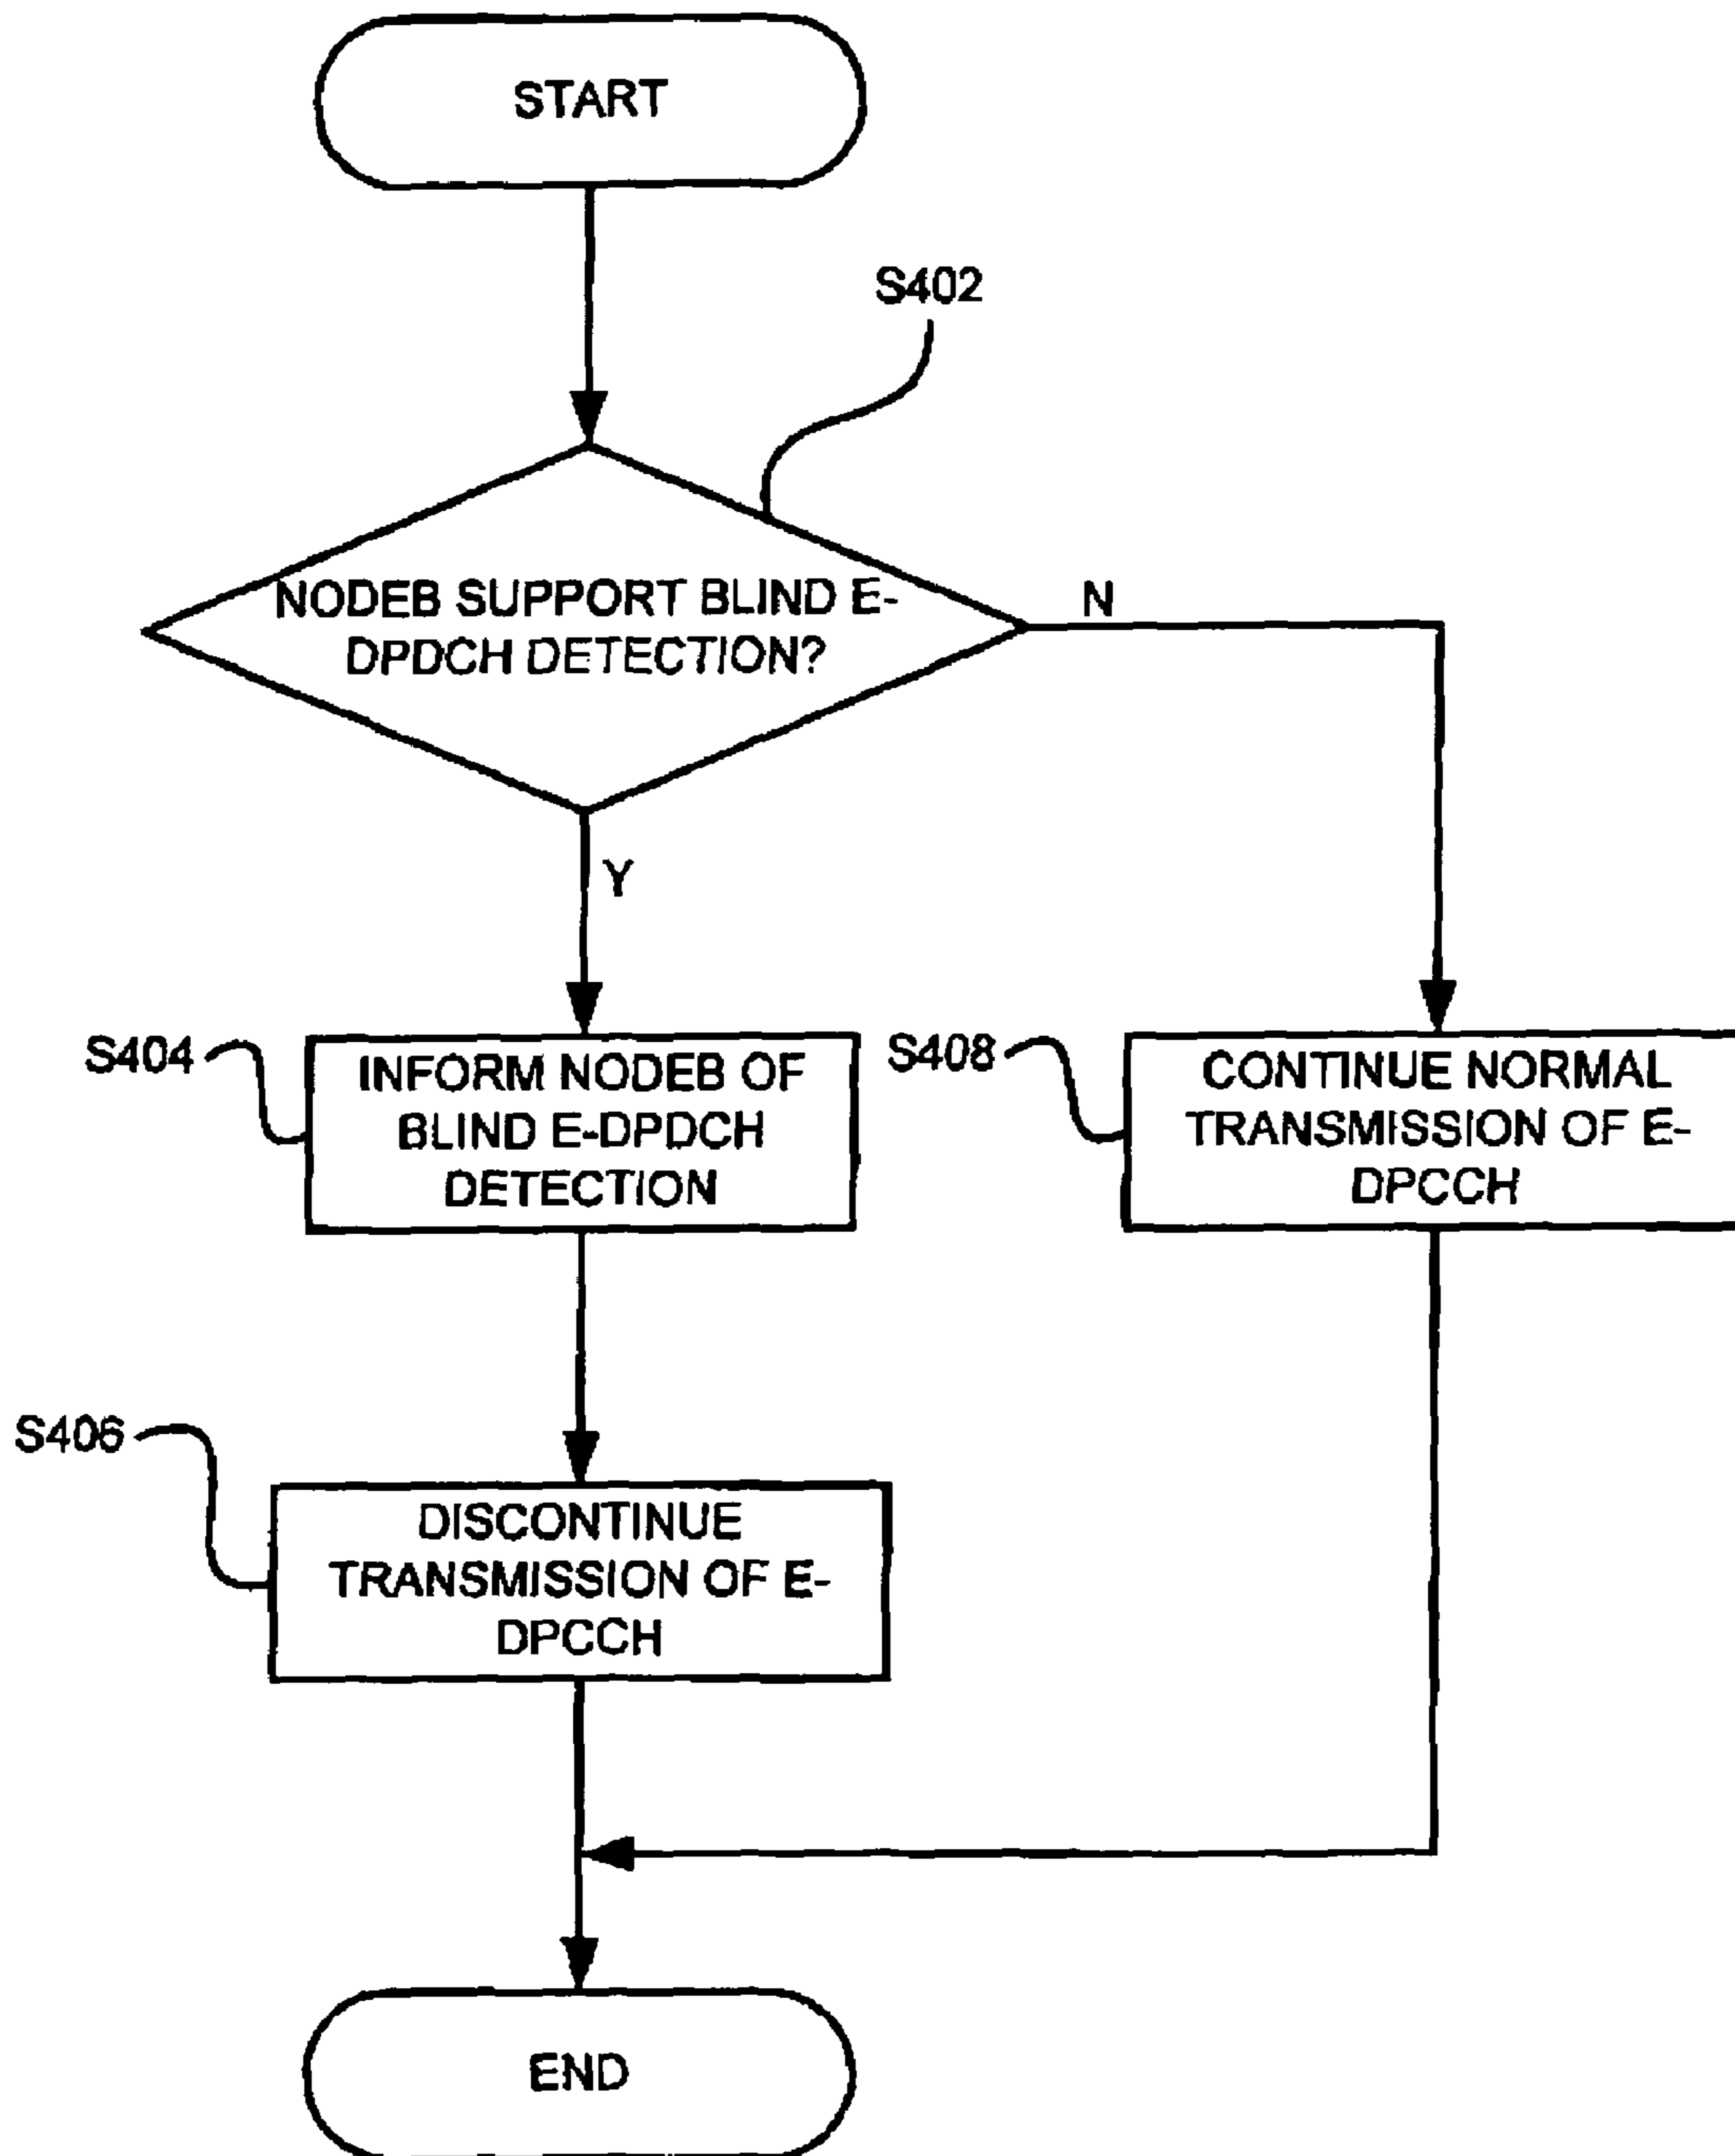 START
S402
NODEB SUPPORT BLIND E-
DPDCH DETECTION?
N
Y
S404
INFORM NODEB OF
BLIND E-DPDCH
DETECTION
S408
CONTINUE NORMAL
TRANSMISSION OF E-
DPCCH
S406
DISCONTINUE
TRANSMISSION OF E-
DPCCH
END